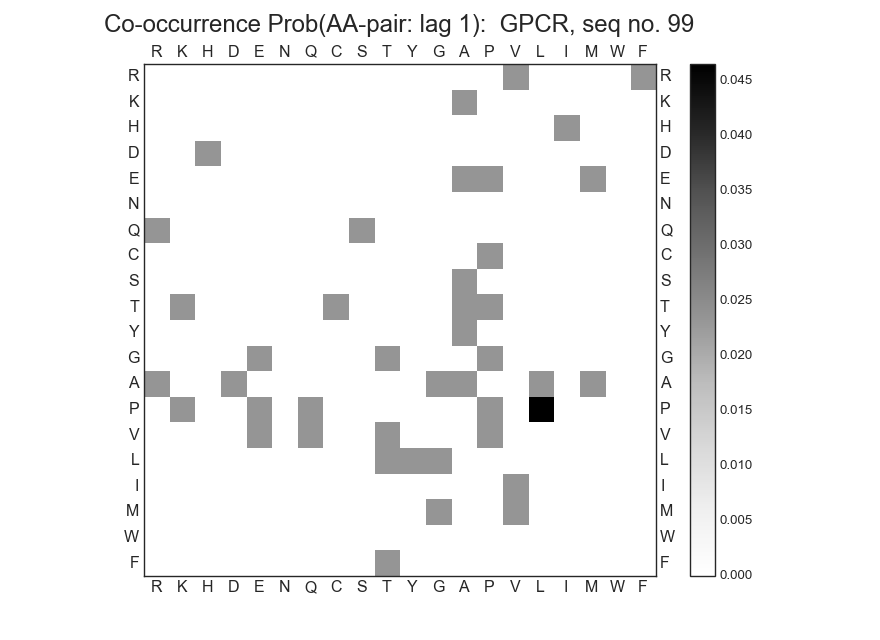 Co-occurrence Prob(AA-pair: lag 1):  GPCR, seq no. 99
R K H D E N Q C S T Y G A P V L I M W F
R R
K K
H H
D D
E E
N N
Q Q
C C
S S
T T
Y Y
G G
A A
P P
V V
L L
I I
M M
W W
F F
R K H D E N Q C S T Y G A P V L I M W F
0.045
0.040
0.035
0.030
0.025
0.020
0.015
0.010
0.005
0.000